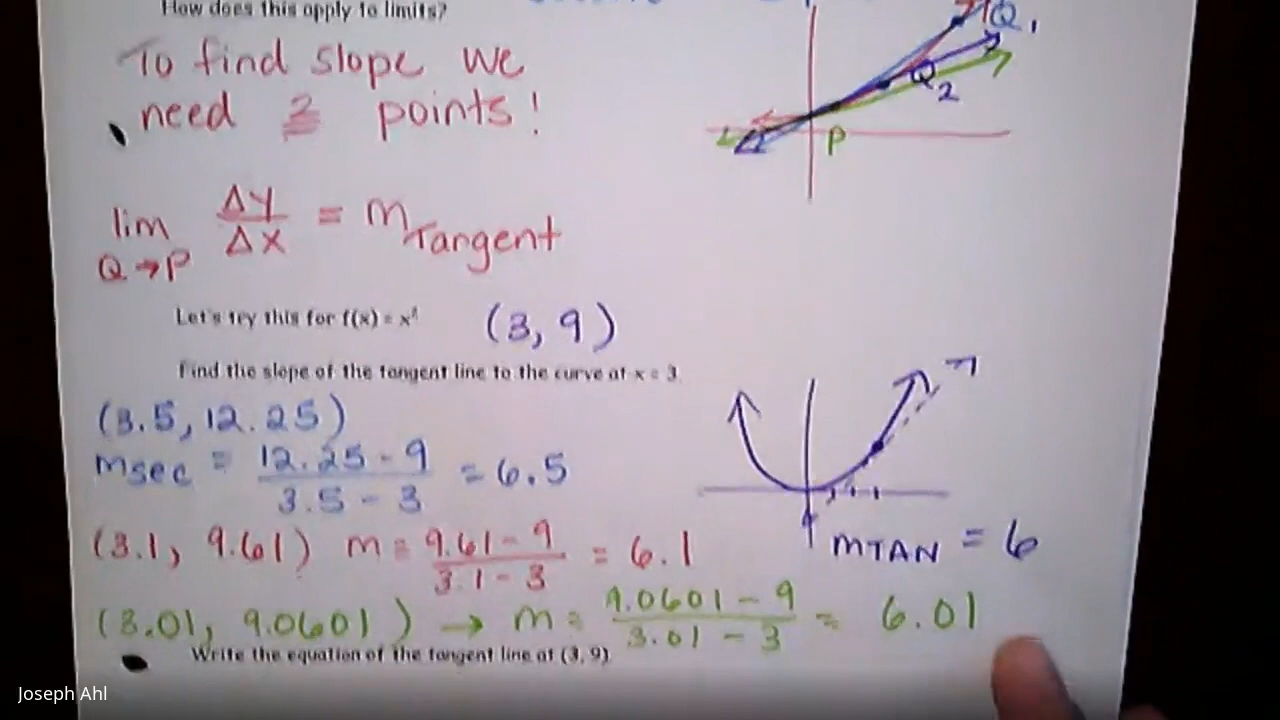 How does this apply to limits?
To find slope we
need 2 points!
Q1
Q2
P
lim Δy/Δx = m Tangent
Q→P
Let's try this for f(x) = x² (3, 9)
Find the slope of the tangent line to the curve at x = 3.
(3.5, 12.25)
msec = 12.25 - 9 / 3.5 - 3 = 6.5
(3.1, 9.61) m = 9.61 - 9 / 3.1 - 3 = 6.1
mTAN = 6
(3.01, 9.0601) → m = 9.0601 - 9 / 3.01 - 3 = 6.01
Write the equation of the tangent line at (3, 9)
Joseph Ahl